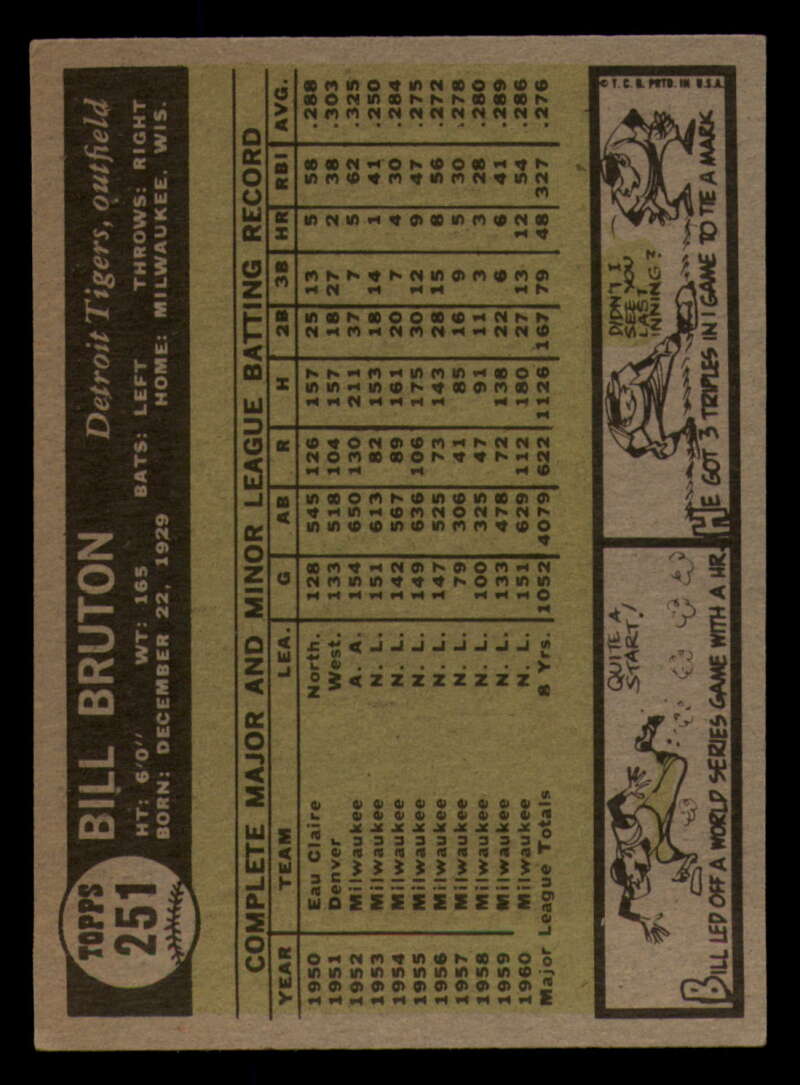 TOPPS
251
BILL BRUTON
Detroit Tigers, outfield
HT: 6'0" WT: 165 BATS: LEFT THROWS: RIGHT
BORN: DECEMBER 22, 1929 HOME: MILWAUKEE, WIS.
COMPLETE MAJOR AND MINOR LEAGUE BATTING RECORD
YEAR TEAM LEA. G AB R H 2B 3B HR RBI AVG.
1950 Eau Claire North. 128 545 126 157 25 13 5 58 .288
1951 Denver West. 133 518 104 157 18 27 2 38 .303
1952 Milwaukee A. A. 154 650 130 211 37 7 5 62 .325
1953 Milwaukee N. L. 151 613 82 153 18 14 1 41 .250
1954 Milwaukee N. L. 142 567 89 161 20 7 4 30 .284
1955 Milwaukee N. L. 149 636 106 175 30 12 9 47 .275
1956 Milwaukee N. L. 147 525 73 143 28 15 8 56 .272
1957 Milwaukee N. L. 79 306 41 85 16 9 5 30 .278
1958 Milwaukee N. L. 100 325 47 91 11 3 3 28 .280
1959 Milwaukee N. L. 133 478 72 138 22 6 6 41 .289
1960 Milwaukee N. L. 151 629 112 180 27 13 12 54 .286
Major League Totals 8 Yrs. 1052 4079 622 1126 167 79 48 327 .276
QUITE A
START!
BILL LED OFF A WORLD SERIES GAME WITH A HR.
DIDN'T I
SEE YOU
LAST
INNING?
HE GOT 3 TRIPLES IN 1 GAME TO TIE A MARK
© T. C. G. PRTD. IN U.S.A.